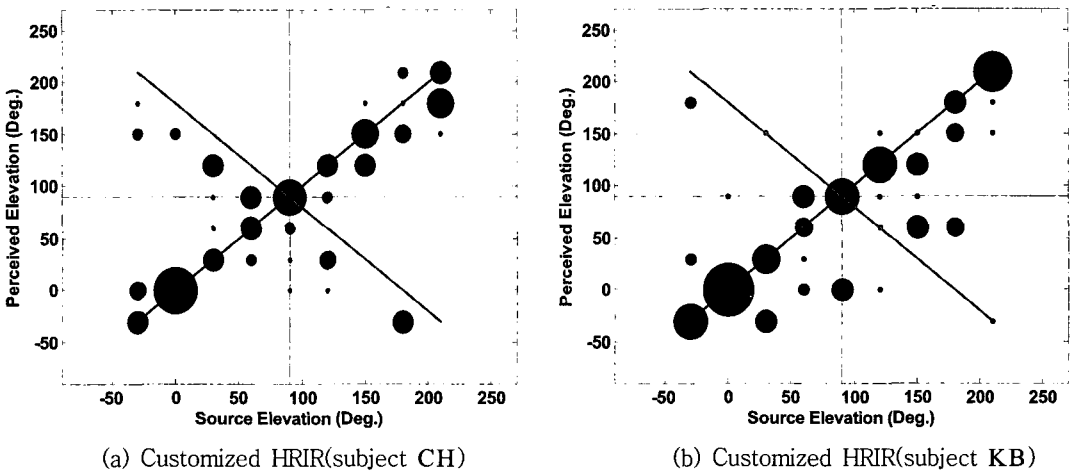 250
200
150
100
50
0
-50
Perceived Elevation (Deg.)
-50 0 50 100 150 200 250
Source Elevation (Deg.)
(a) Customized HRIR(subject CH)
250
200
150
100
50
0
-50
Perceived Elevation (Deg.)
-50 0 50 100 150 200 250
Source Elevation (Deg.)
(b) Customized HRIR(subject KB)